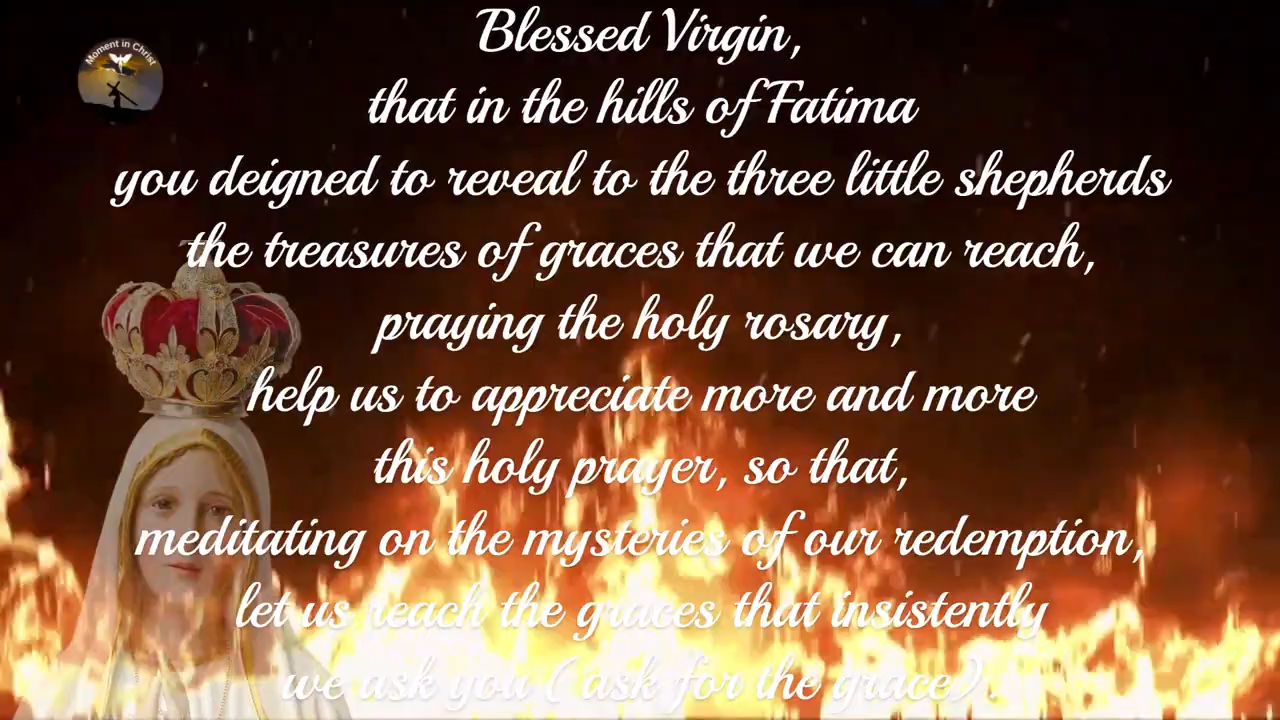 Moment in Christ
Blessed Virgin,
that in the hills of Fatima
you deigned to reveal to the three little shepherds
the treasures of graces that we can reach,
praying the holy rosary,
help us to appreciate more and more
this holy prayer, so that,
meditating on the mysteries of our redemption,
let us reach the graces that insistently
we ask you ( ask for the grace).